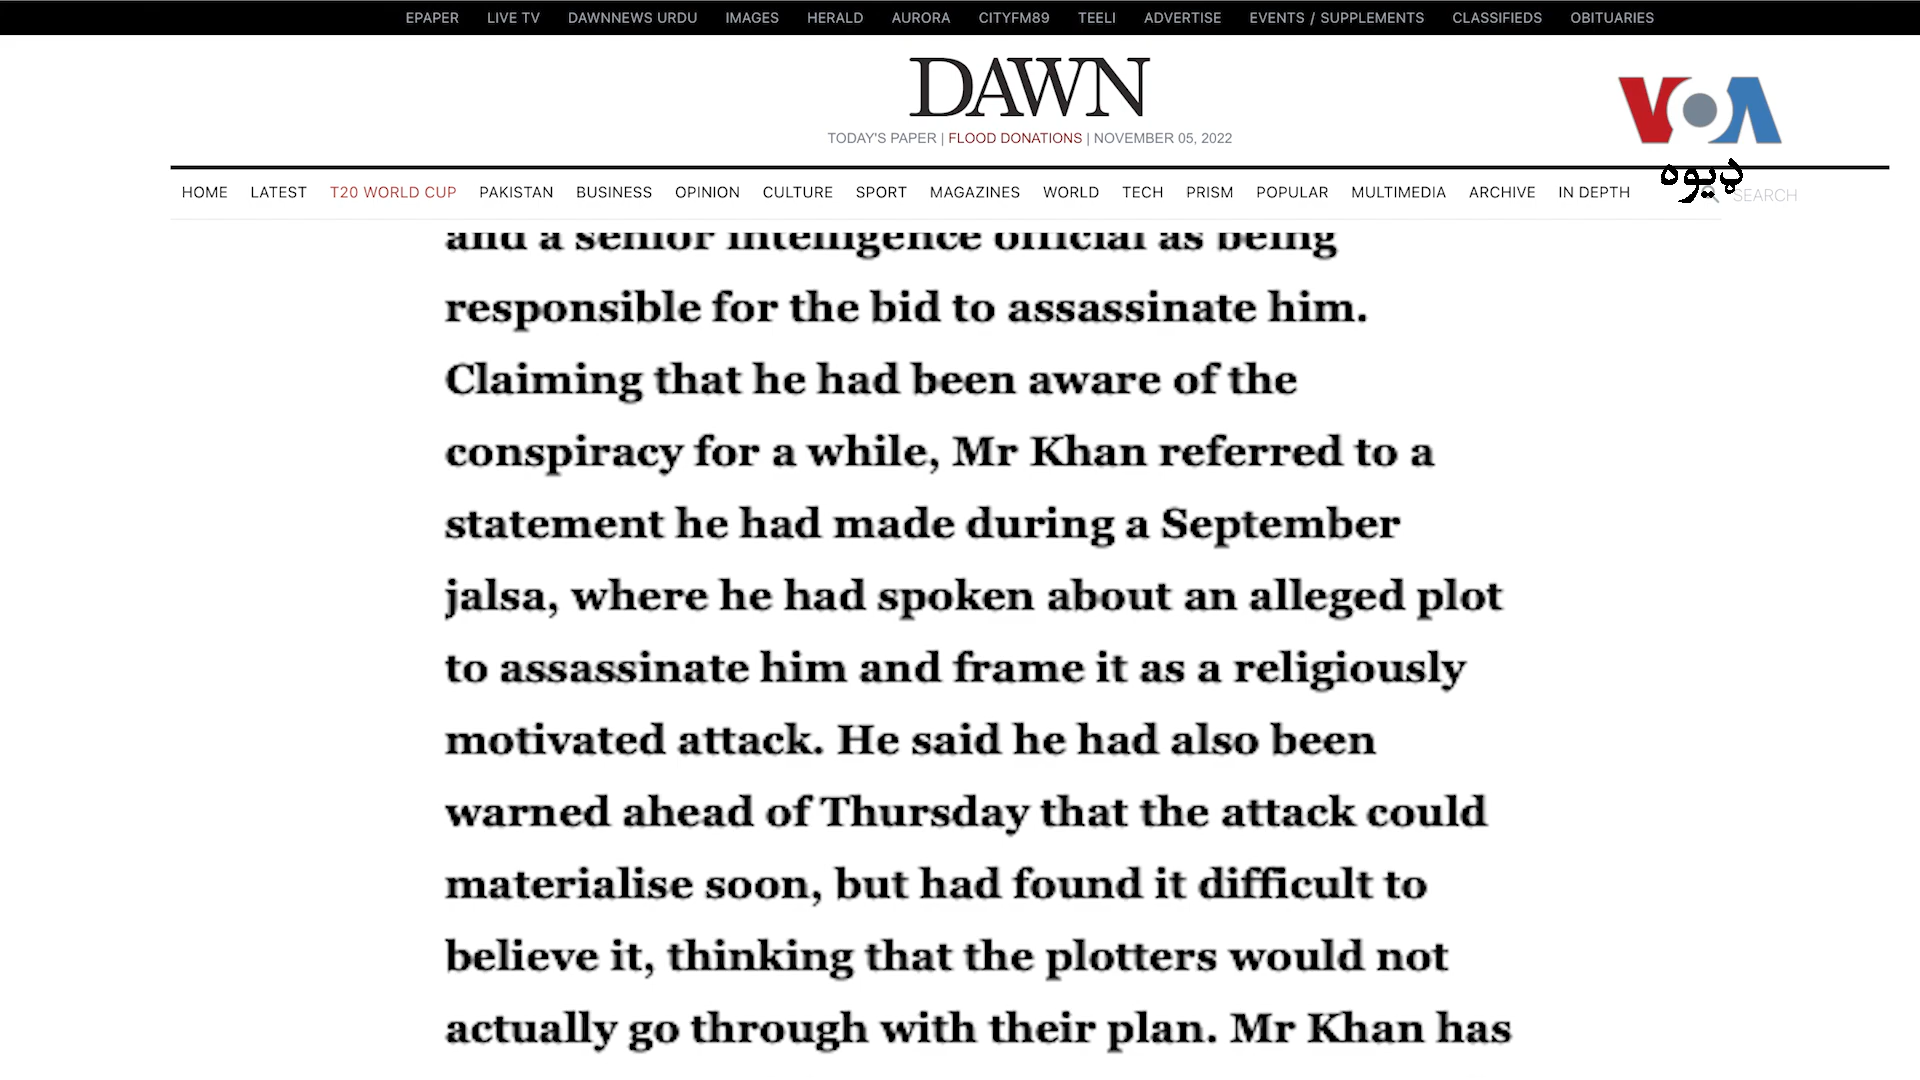 EPAPER LIVE TV DAWNNEWS URDU IMAGES HERALD AURORA CITYFM89 TEELI ADVERTISE EVENTS / SUPPLEMENTS CLASSIFIEDS OBITUARIES
DAWN
TODAY'S PAPER | FLOOD DONATIONS | NOVEMBER 05, 2022
VOA
ډیوه
HOME LATEST T20 WORLD CUP PAKISTAN BUSINESS OPINION CULTURE SPORT MAGAZINES WORLD TECH PRISM POPULAR MULTIMEDIA ARCHIVE IN DEPTH SEARCH
and a senior intelligence official as being
responsible for the bid to assassinate him.
Claiming that he had been aware of the
conspiracy for a while, Mr Khan referred to a
statement he had made during a September
jalsa, where he had spoken about an alleged plot
to assassinate him and frame it as a religiously
motivated attack. He said he had also been
warned ahead of Thursday that the attack could
materialise soon, but had found it difficult to
believe it, thinking that the plotters would not
actually go through with their plan. Mr Khan has